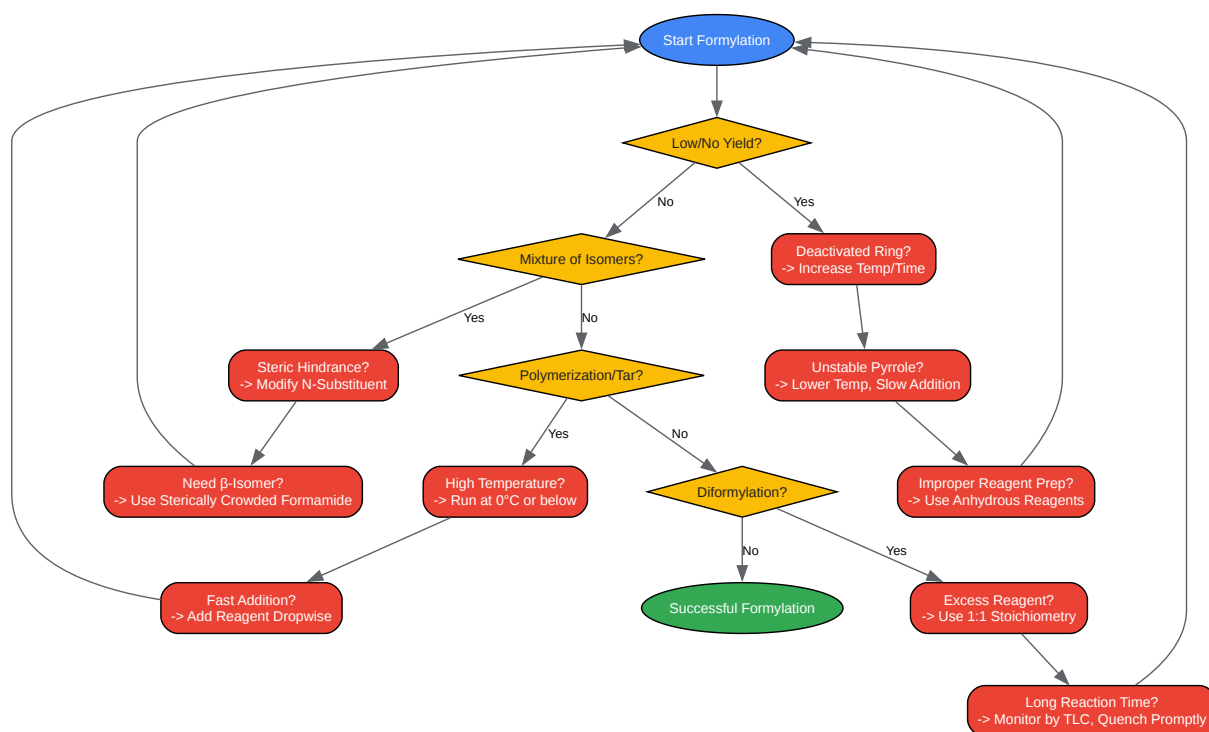 Start Formylation
Low/No Yield?
No
Yes
Mixture of Isomers?
Deactivated Ring?
-> Increase Temp/Time
Yes
No
Steric Hindrance?
-> Modify N-Substituent
Polymerization/Tar?
Unstable Pyrrole?
-> Lower Temp, Slow Addition
Yes
No
Need β-Isomer?
-> Use Sterically Crowded Formamide
High Temperature?
-> Run at 0°C or below
Diformylation?
Improper Reagent Prep?
-> Use Anhydrous Reagents
No
Yes
Fast Addition?
-> Add Reagent Dropwise
Successful Formylation
Excess Reagent?
-> Use 1:1 Stoichiometry
Long Reaction Time?
-> Monitor by TLC, Quench Promptly